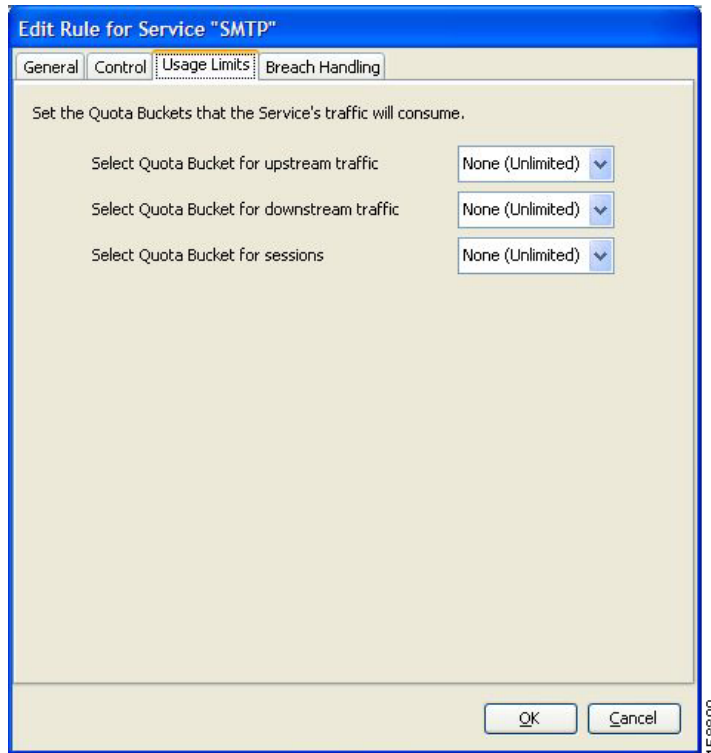 Edit Rule for Service "SMTP"
General Control Usage Limits Breach Handling
Set the Quota Buckets that the Service's traffic will consume.
Select Quota Bucket for upstream traffic None (Unlimited)
Select Quota Bucket for downstream traffic None (Unlimited)
Select Quota Bucket for sessions None (Unlimited)
OK Cancel